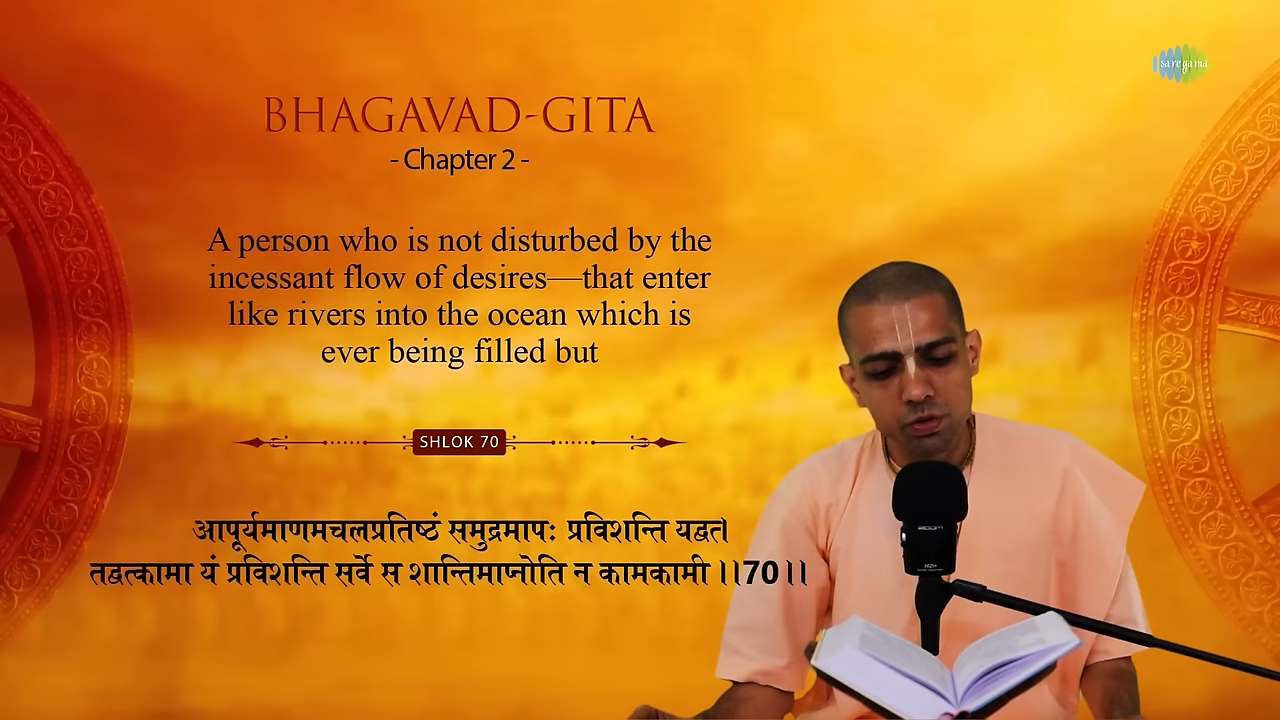 saregama
BHAGAVAD-GITA
- Chapter 2 -
A person who is not disturbed by the
incessant flow of desires—that enter
like rivers into the ocean which is
ever being filled but
SHLOK 70
आपूर्यमाणमचलप्रतिष्ठं समुद्रमापः प्रविशन्ति यद्वत्।
तद्वत्कामा यं प्रविशन्ति सर्वे स शान्तिमाप्नोति न कामकामी ।।70।।
zoom